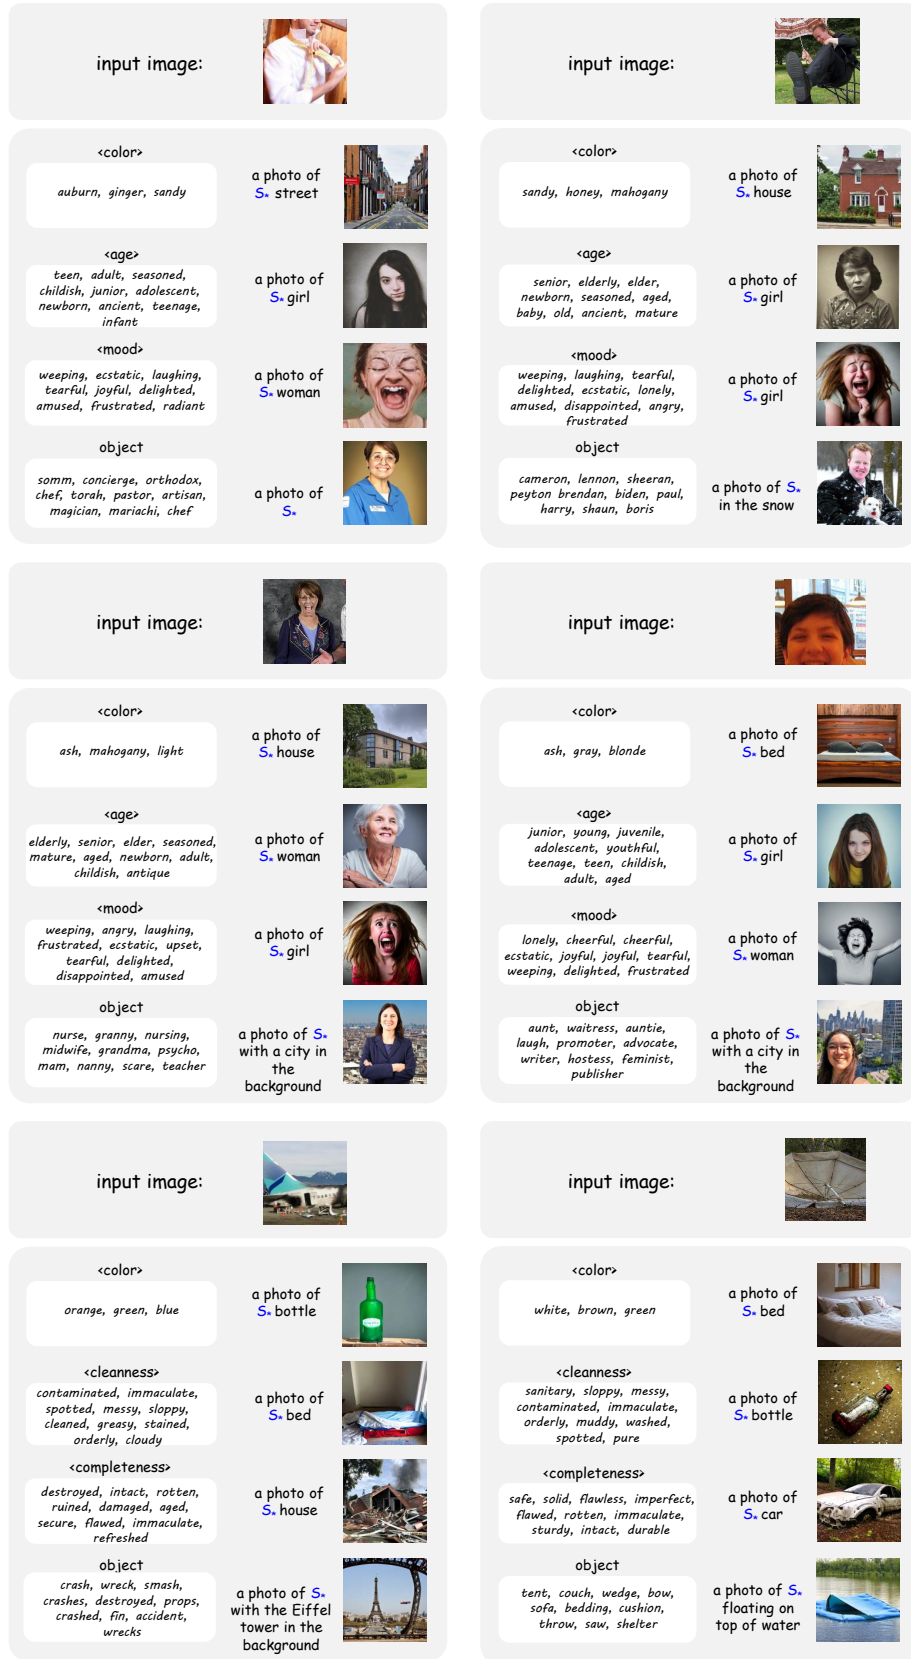 input image:
<color>
auburn, ginger, sandy
a photo of
S* street
<age>
teen, adult, seasoned,
childish, junior, adolescent,
newborn, ancient, teenage,
infant
a photo of
S* girl
<mood>
weeping, ecstatic, laughing,
tearful, joyful, delighted,
amused, frustrated, radiant
a photo of
S* woman
object
somm, concierge, orthodox,
chef, torah, pastor, artisan,
magician, mariachi, chef
a photo of
S*
input image:
<color>
sandy, honey, mahogany
a photo of
S* house
<age>
senior, elderly, elder,
newborn, seasoned, aged,
baby, old, ancient, mature
a photo of
S* girl
<mood>
weeping, laughing, tearful,
delighted, ecstatic, lonely,
amused, disappointed, angry,
frustrated
a photo of
S* girl
object
cameron, lennon, sheeran,
peyton brendan, biden, paul,
harry, shaun, boris
a photo of S*
in the snow
input image:
<color>
ash, mahogany, light
a photo of
S* house
<age>
elderly, senior, elder, seasoned,
mature, aged, newborn, adult,
childish, antique
a photo of
S* woman
<mood>
weeping, angry, laughing,
frustrated, ecstatic, upset,
tearful, delighted,
disappointed, amused
a photo of
S* girl
object
nurse, granny, nursing,
midwife, grandma, psycho,
mam, nanny, scare, teacher
a photo of S*
with a city in
the
background
input image:
<color>
ash, gray, blonde
a photo of
S* bed
<age>
junior, young, juvenile,
adolescent, youthful,
teenage, teen, childish,
adult, aged
a photo of
S* girl
<mood>
lonely, cheerful, cheerful,
ecstatic, joyful, joyful, tearful,
weeping, delighted, frustrated
a photo of
S* woman
object
aunt, waitress, auntie,
laugh, promoter, advocate,
writer, hostess, feminist,
publisher
a photo of S*
with a city in
the
background
input image:
<color>
orange, green, blue
a photo of
S* bottle
<cleanness>
contaminated, immaculate,
spotted, messy, sloppy,
cleaned, greasy, stained,
orderly, cloudy
a photo of
S* bed
<completeness>
destroyed, intact, rotten,
ruined, damaged, aged,
secure, flawed, immaculate,
refreshed
a photo of
S* house
object
crash, wreck, smash,
crashes, destroyed, props,
crashed, fin, accident,
wrecks
a photo of S*
with the Eiffel
tower in the
background
input image:
<color>
white, brown, green
a photo of
S* bed
<cleanness>
sanitary, sloppy, messy,
contaminated, immaculate,
orderly, muddy, washed,
spotted, pure
a photo of
S* bottle
<completeness>
safe, solid, flawless, imperfect,
flawed, rotten, immaculate,
sturdy, intact, durable
a photo of
S* car
object
tent, couch, wedge, bow,
sofa, bedding, cushion,
throw, saw, shelter
a photo of S*
floating on
top of water